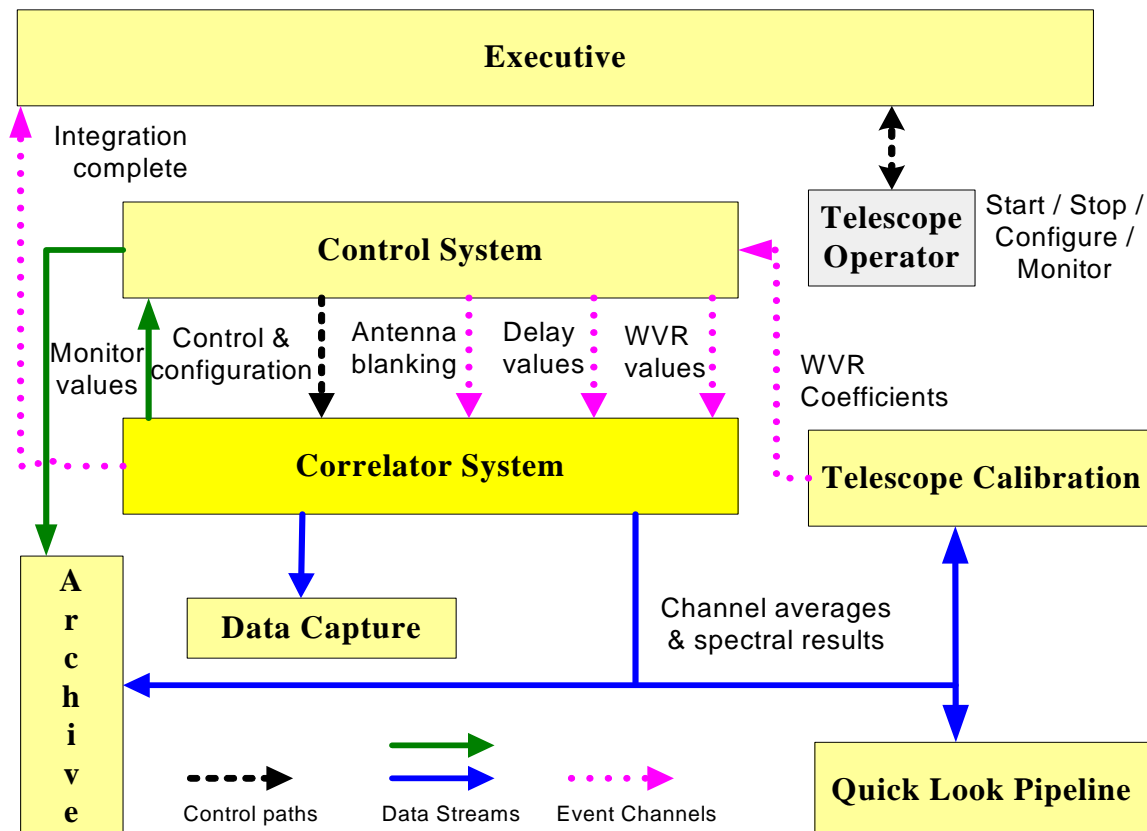 Executive
Integration
complete
Telescope
Operator
Start / Stop /
Configure /
Monitor
Control System
Monitor
values
Control &
configuration
Antenna
blanking
Delay
values
WVR
values
WVR
Coefficients
Correlator System
Telescope Calibration
A
r
c
h
i
v
e
Data Capture
Channel averages
& spectral results
Quick Look Pipeline
Control paths
Data Streams
Event Channels